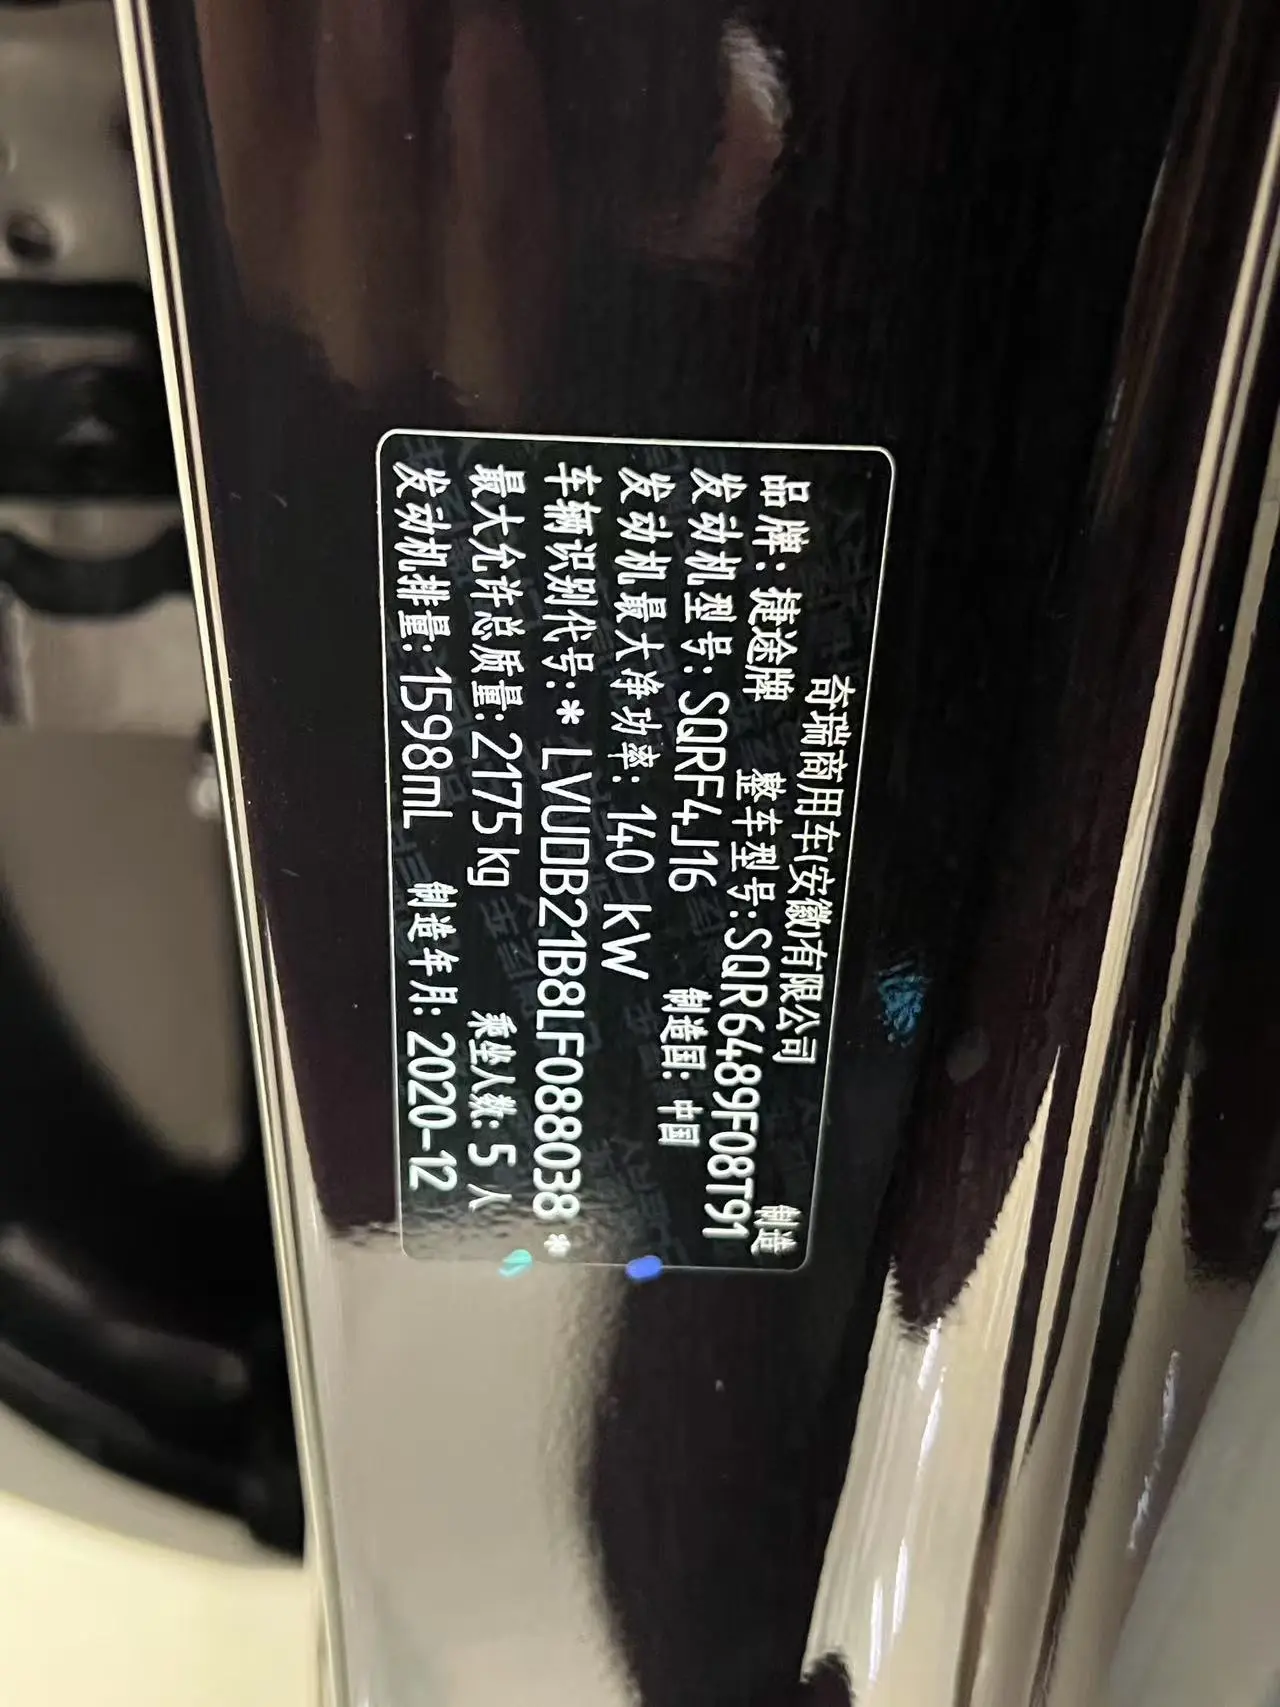 奇瑞商用车(安徽)有限公司 制造
品牌: 捷途牌 整车型号:SQR6489F08T91
发动机型号: SQRF4J16 制造国: 中国
发动机最大净功率: 140 kW
车辆识别代号: * LVUDB21B8LF088038 *
最大允许总质量: 2175 kg 乘坐人数: 5 人
发动机排量: 1598mL 制造年月: 2020-12